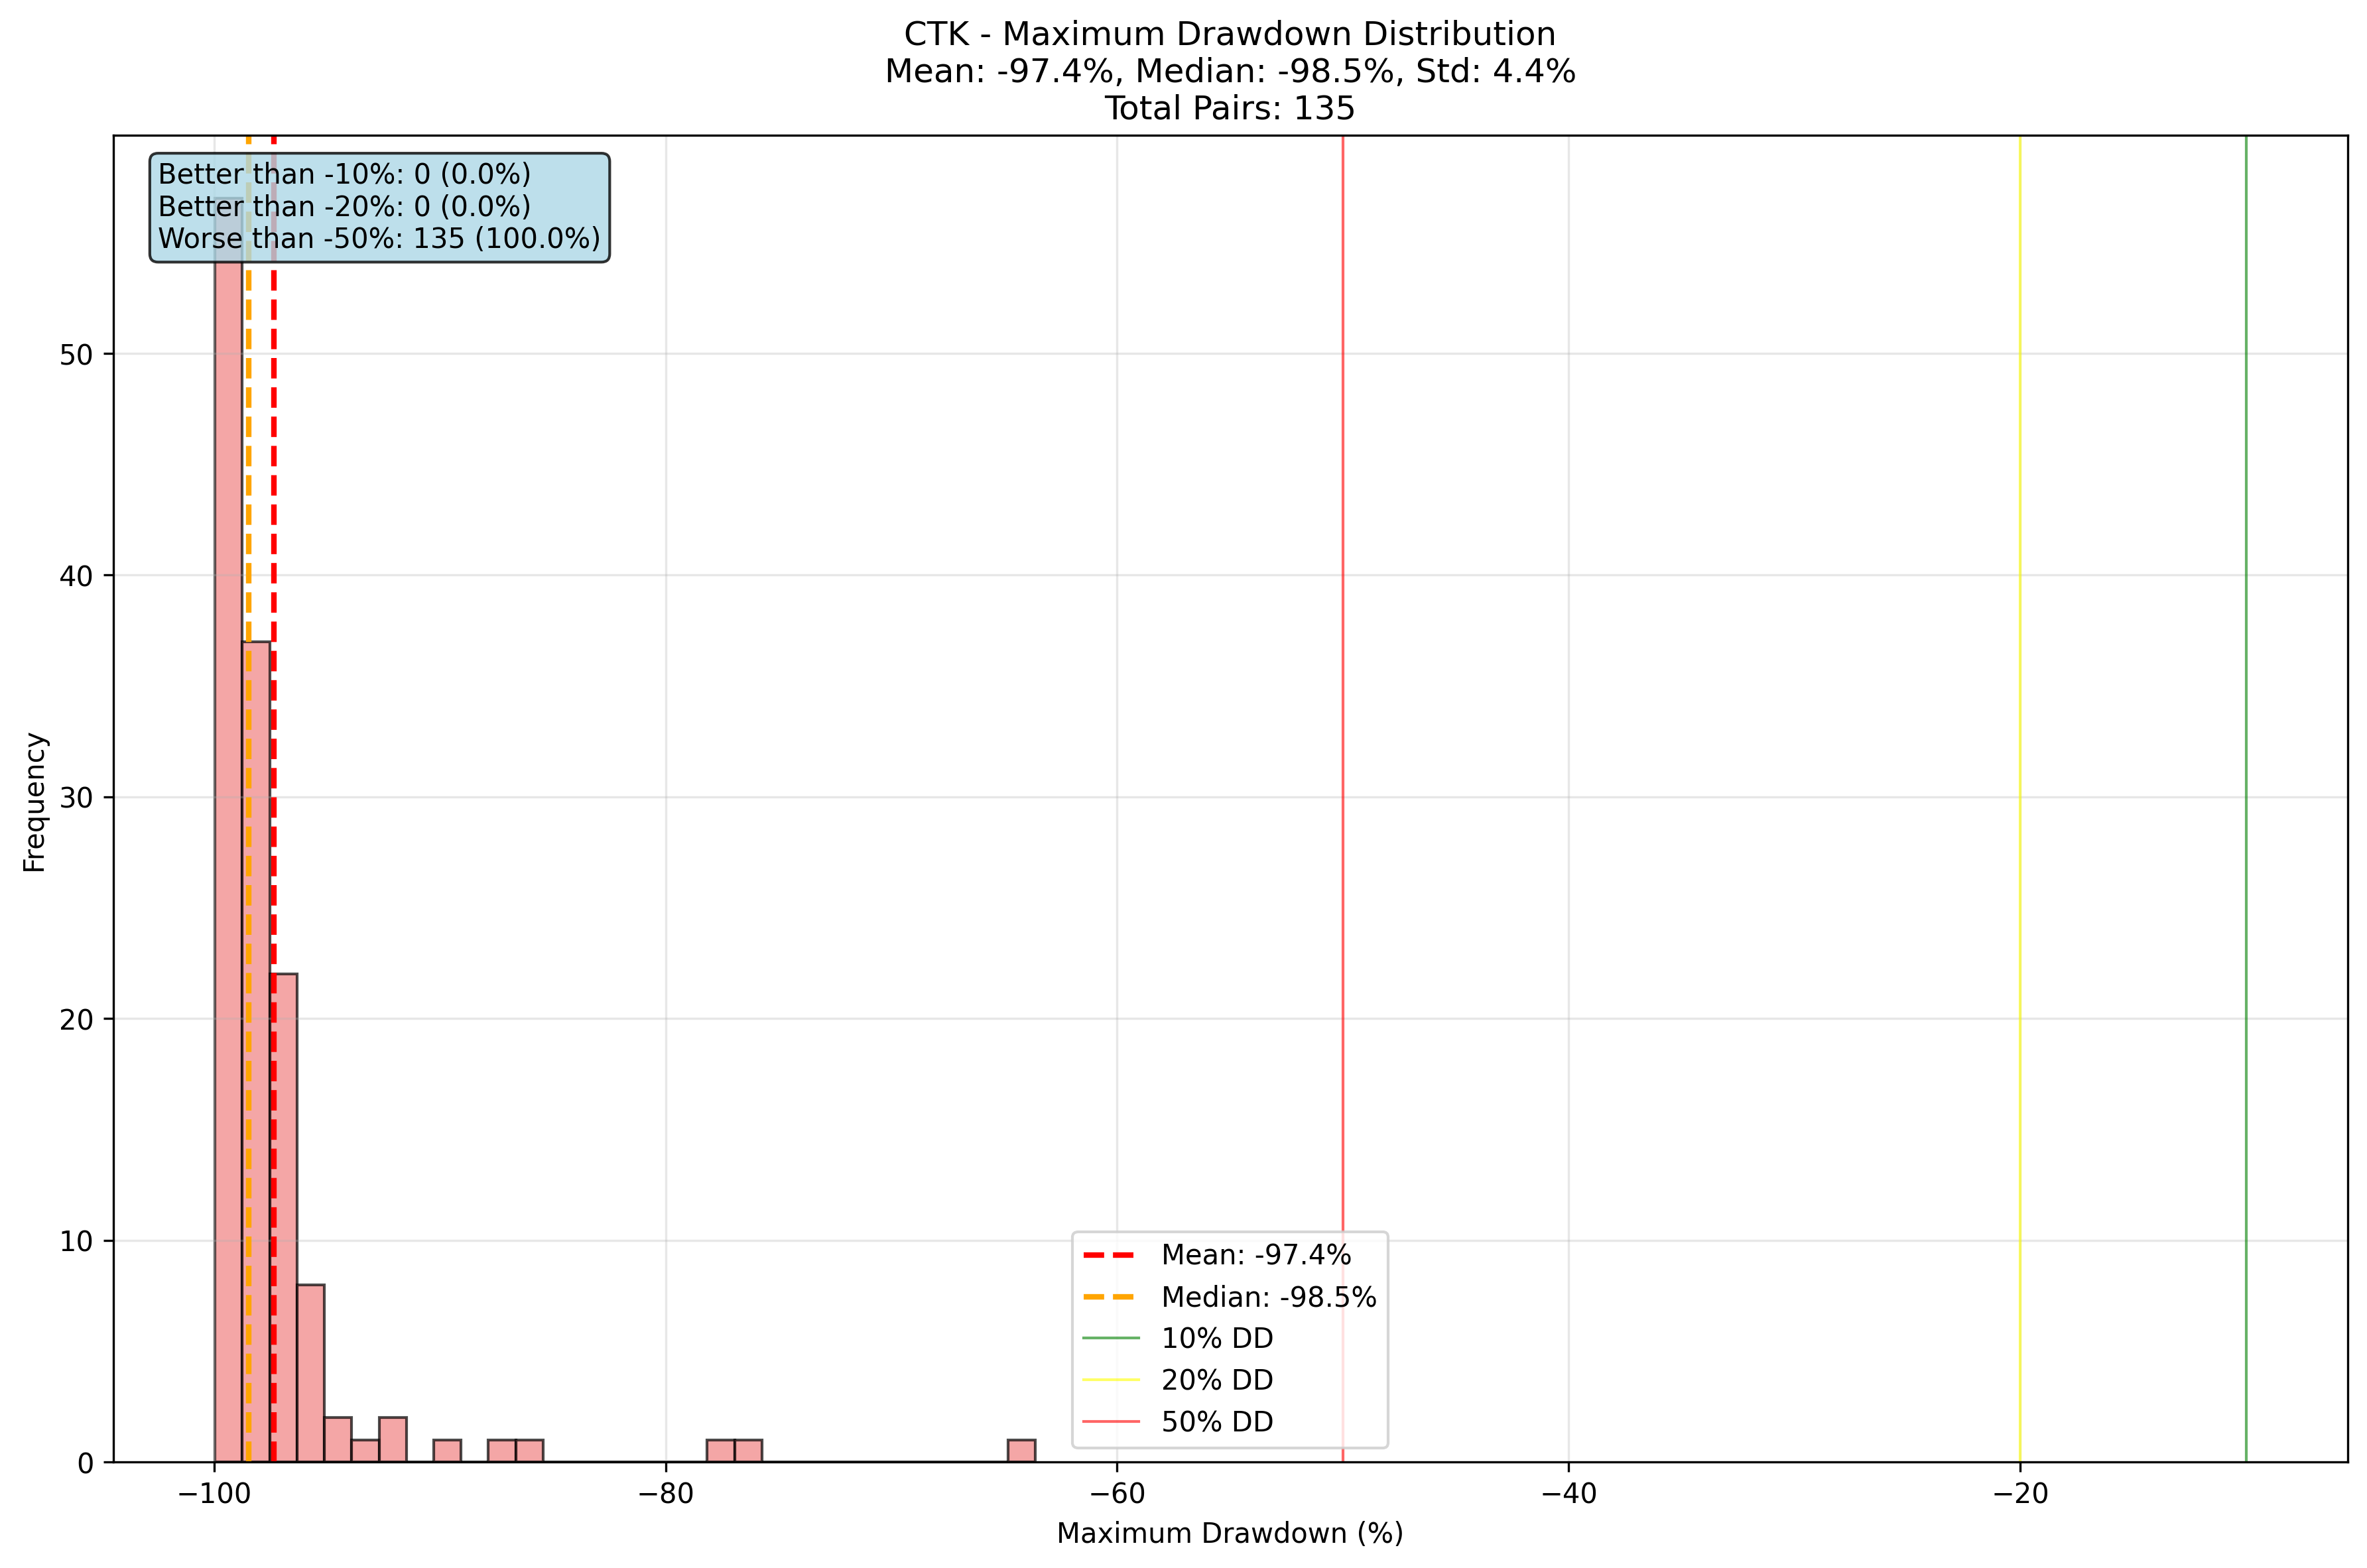 CTK - Maximum Drawdown Distribution
Mean: -97.4%, Median: -98.5%, Std: 4.4%
Total Pairs: 135
Better than -10%: 0 (0.0%)
Better than -20%: 0 (0.0%)
Worse than -50%: 135 (100.0%)
50
40
30
20
10
0
Frequency
Mean: -97.4%
Median: -98.5%
10% DD
20% DD
50% DD
−100
−80
−60
−40
−20
Maximum Drawdown (%)